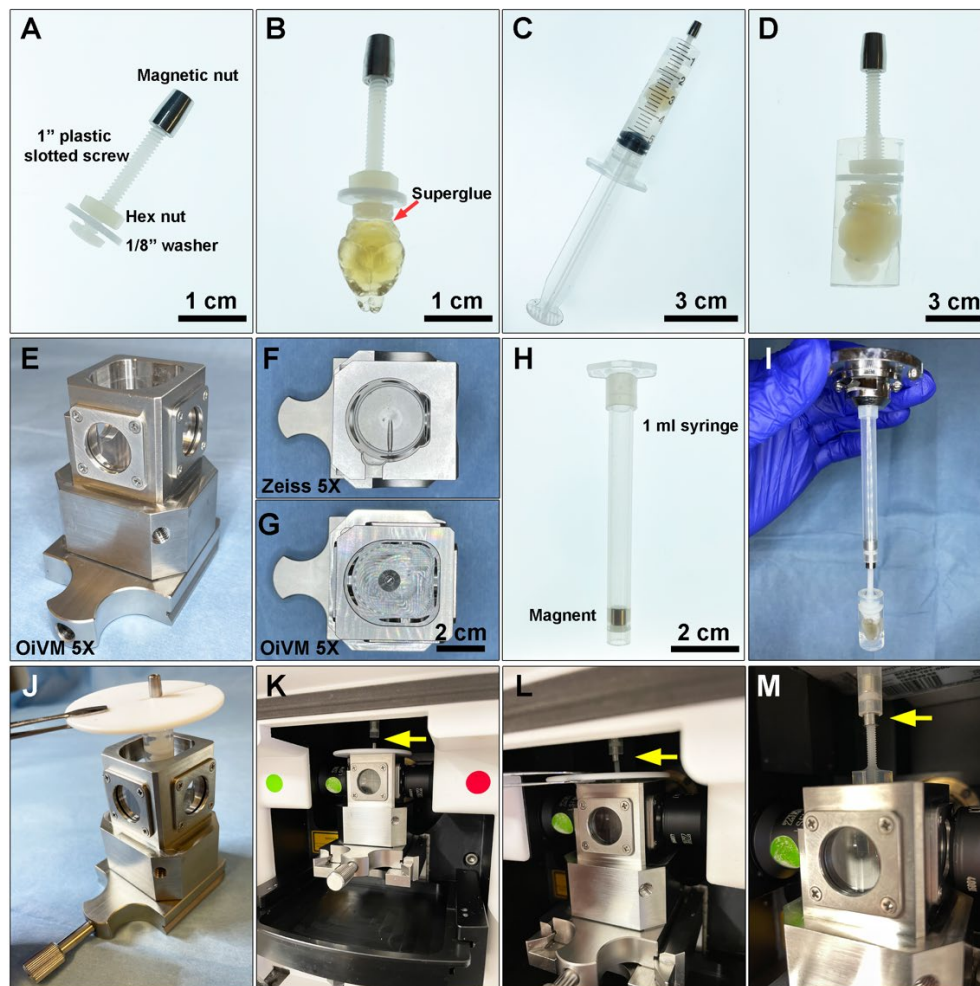 A
Magnetic nut
1” plastic
slotted screw
Hex nut
1/8” washer
1 cm
B
Superglue
1 cm
C
3 cm
D
3 cm
E
OiVM 5X
F
Zeiss 5X
G
OiVM 5X
2 cm
H
1 ml syringe
Magnent
2 cm
I
J
K
L
M